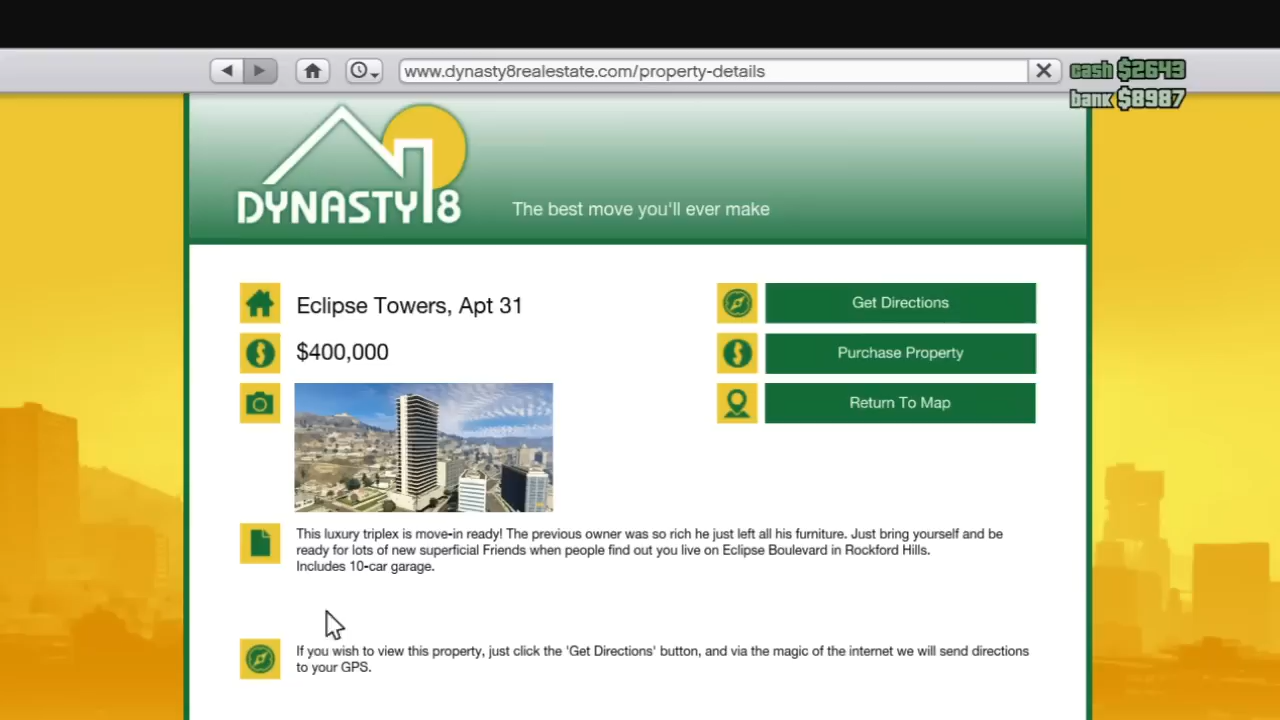 www.dynasty8realestate.com/property-details
cash $2643
bank $8987
DYNASTY 8
The best move you'll ever make
Eclipse Towers, Apt 31
Get Directions
$400,000
Purchase Property
Return To Map
This luxury triplex is move-in ready! The previous owner was so rich he just left all his furniture. Just bring yourself and be
ready for lots of new superficial Friends when people find out you live on Eclipse Boulevard in Rockford Hills.
Includes 10-car garage.
If you wish to view this property, just click the 'Get Directions' button, and via the magic of the internet we will send directions
to your GPS.